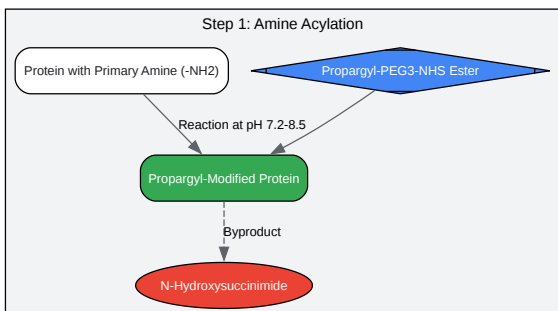 Step 1: Amine Acylation
Protein with Primary Amine (-NH2)
Propargyl-PEG3-NHS Ester
Reaction at pH 7.2-8.5
Propargyl-Modified Protein
Byproduct
N-Hydroxysuccinimide